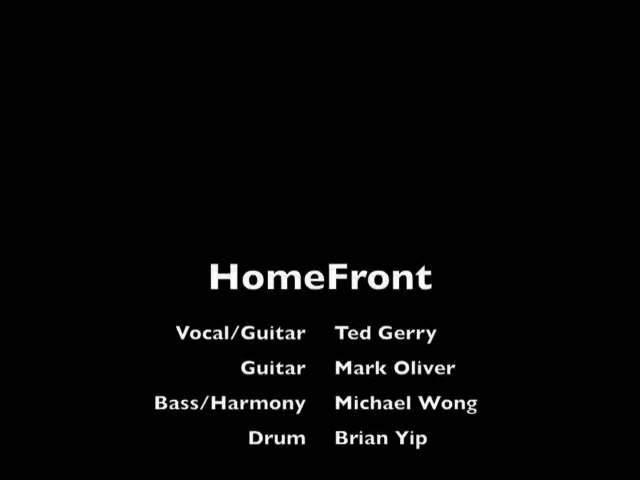 HomeFront
Vocal/Guitar Ted Gerry
Guitar Mark Oliver
Bass/Harmony Michael Wong
Drum Brian Yip